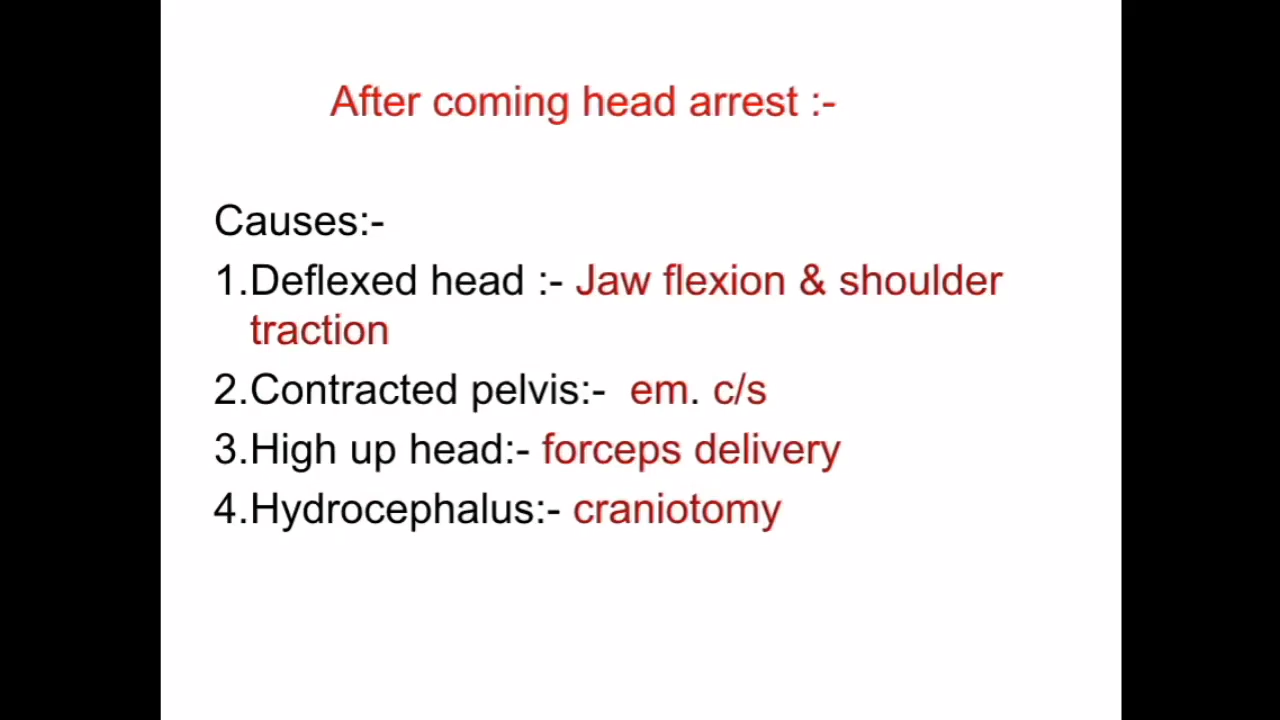 After coming head arrest :-
Causes:-
1.Deflexed head :- Jaw flexion & shoulder
traction
2.Contracted pelvis:- em. c/s
3.High up head:- forceps delivery
4.Hydrocephalus:- craniotomy